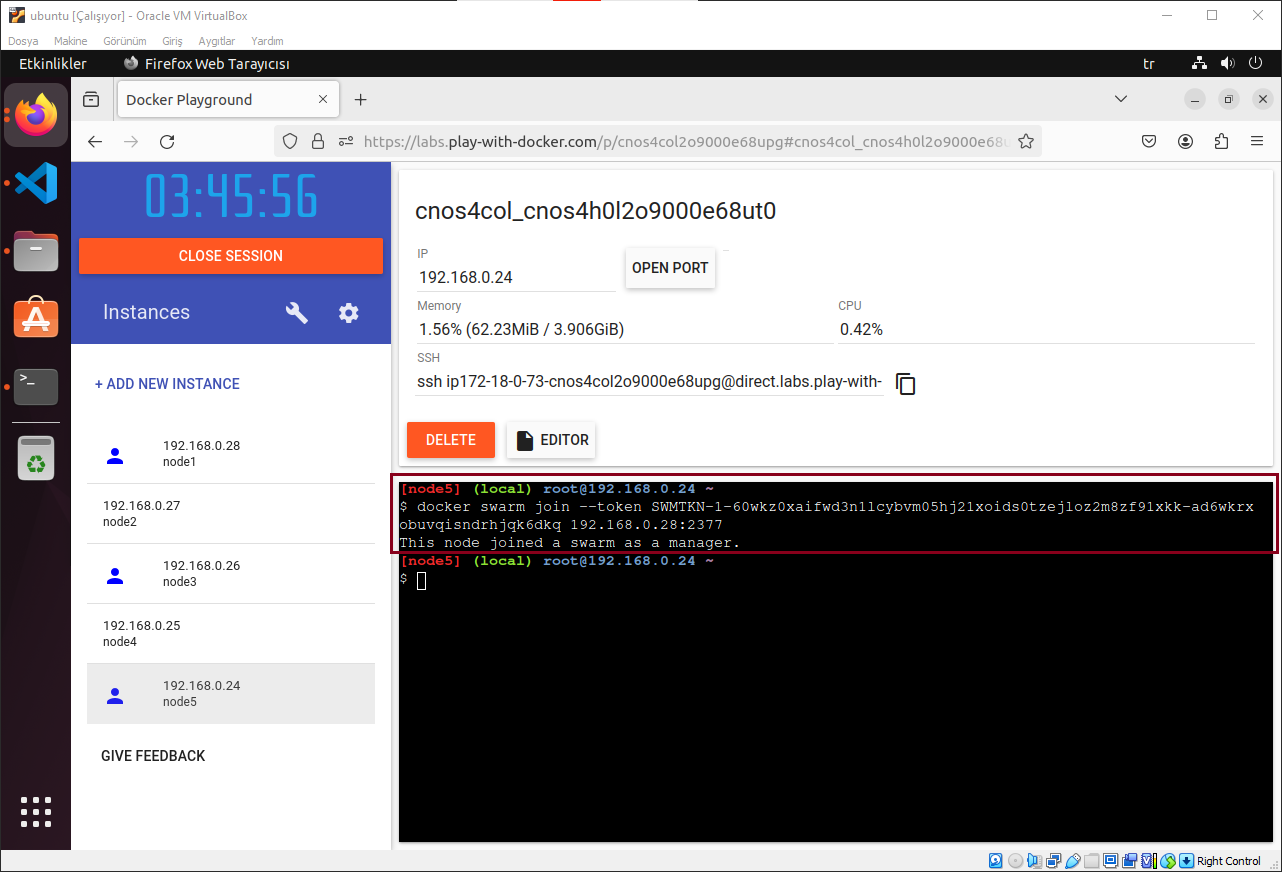 ubuntu [Çalışıyor] - Oracle VM VirtualBox
Dosya Makine Görünüm Giriş Aygıtlar Yardım
Etkinlikler Firefox Web Tarayıcısı tr
Docker Playground
https://labs.play-with-docker.com/p/cnos4col2o9000e68upg#cnos4col_cnos4h0l2o9000e68u
03:45:56
CLOSE SESSION
Instances
+ ADD NEW INSTANCE
192.168.0.28
node1
192.168.0.27
node2
192.168.0.26
node3
192.168.0.25
node4
192.168.0.24
node5
GIVE FEEDBACK
cnos4col_cnos4h0l2o9000e68ut0
IP
192.168.0.24
OPEN PORT
Memory
1.56% (62.23MiB / 3.906GiB)
CPU
0.42%
SSH
ssh ip172-18-0-73-cnos4col2o9000e68upg@direct.labs.play-with-
DELETE
EDITOR
[node5] (local) root@192.168.0.24 ~
$ docker swarm join --token SWMTKN-1-60wkz0xaifwd3n1lcybvm05hj21xoids0tzejloz2m8zf91xkk-ad6wkrx
obuvqisndrhjqk6dkq 192.168.0.28:2377
This node joined a swarm as a manager.
[node5] (local) root@192.168.0.24 ~
$
Right Control